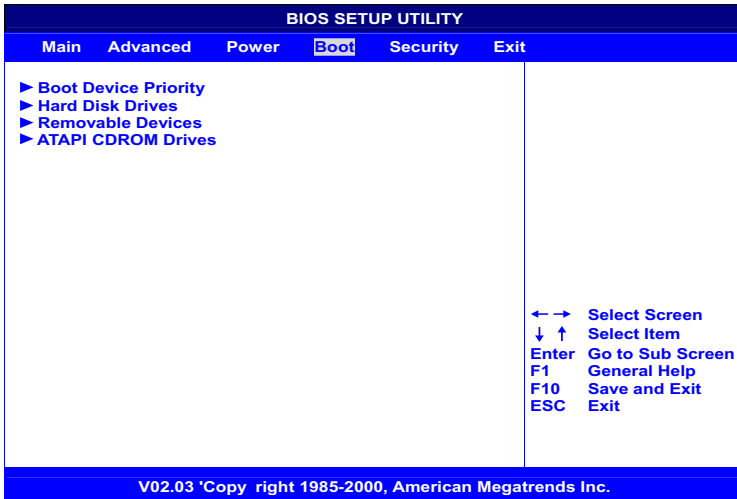 BIOS SETUP UTILITY
Main Advanced Power Boot Security Exit
► Boot Device Priority
► Hard Disk Drives
► Removable Devices
► ATAPI CDROM Drives
← → Select Screen
↓ ↑ Select Item
Enter Go to Sub Screen
F1 General Help
F10 Save and Exit
ESC Exit
V02.03 'Copy right 1985-2000, American Megatrends Inc.